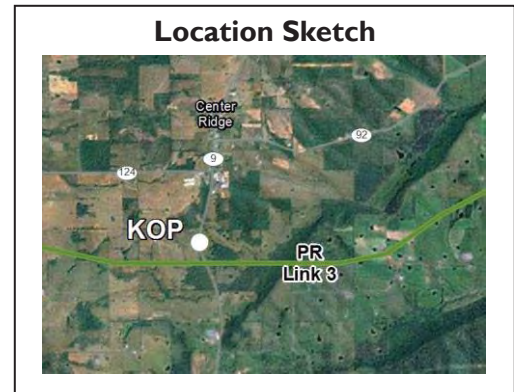 Location Sketch
Center
Ridge
92
9
124
KOP
PR
Link 3